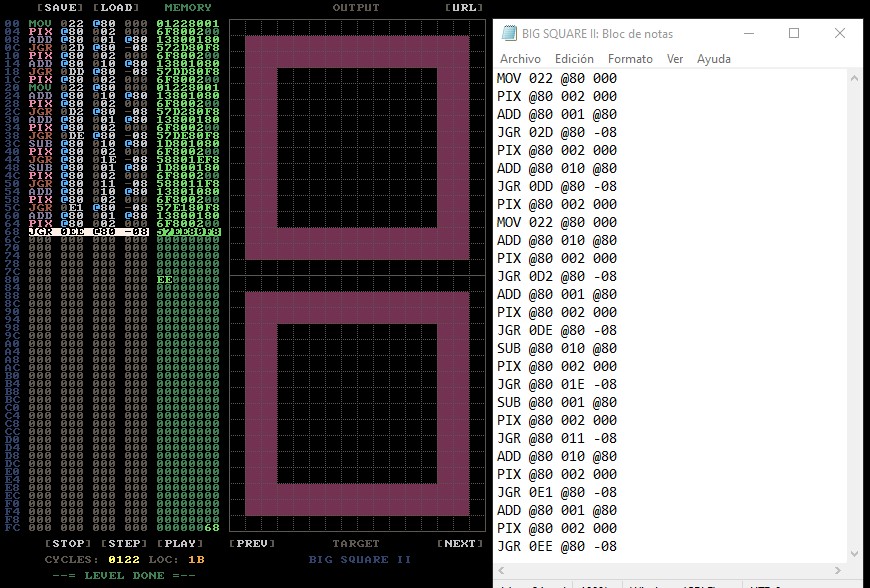 [SAVE] [LOAD] MEMORY OUTPUT [URL]
00 MOV 022 @80 000 01228001
04 PIX @80 002 000 6F800200
08 ADD @80 001 @80 13800180
0C JGR 02D @80 -08 572D80F8
10 PIX @80 002 000 6F800200
14 ADD @80 010 @80 13801080
18 JGR 0DD @80 -08 57DD80F8
1C PIX @80 002 000 6F800200
20 MOV 022 @80 000 01228001
24 ADD @80 010 @80 13801080
28 PIX @80 002 000 6F800200
2C JGR 0D2 @80 -08 57D280F8
30 ADD @80 001 @80 13800180
34 PIX @80 002 000 6F800200
38 JGR 0DE @80 -08 57DE80F8
3C SUB @80 010 @80 1D801080
40 PIX @80 002 000 6F800200
44 JGR @80 01E -08 58801EF8
48 SUB @80 001 @80 1D800180
4C PIX @80 002 000 6F800200
50 JGR @80 011 -08 588011F8
54 ADD @80 010 @80 13801080
58 PIX @80 002 000 6F800200
5C JGR 0E1 @80 -08 57E180F8
60 ADD @80 001 @80 13800180
64 PIX @80 002 000 6F800200
68 JGR 0EE @80 -08 57EE80F8
6C 000 000 000 000 00000000
70 000 000 000 000 00000000
74 000 000 000 000 00000000
78 000 000 000 000 00000000
7C 000 000 000 000 00000000
80 000 000 000 000 EE000000
84 000 000 000 000 00000000
88 000 000 000 000 00000000
8C 000 000 000 000 00000000
90 000 000 000 000 00000000
94 000 000 000 000 00000000
98 000 000 000 000 00000000
9C 000 000 000 000 00000000
A0 000 000 000 000 00000000
A4 000 000 000 000 00000000
A8 000 000 000 000 00000000
AC 000 000 000 000 00000000
B0 000 000 000 000 00000000
B4 000 000 000 000 00000000
B8 000 000 000 000 00000000
BC 000 000 000 000 00000000
C0 000 000 000 000 00000000
C4 000 000 000 000 00000000
C8 000 000 000 000 00000000
CC 000 000 000 000 00000000
D0 000 000 000 000 00000000
D4 000 000 000 000 00000000
D8 000 000 000 000 00000000
DC 000 000 000 000 00000000
E0 000 000 000 000 00000000
E4 000 000 000 000 00000000
E8 000 000 000 000 00000000
EC 000 000 000 000 00000000
F0 000 000 000 000 00000000
F4 000 000 000 000 00000000
F8 000 000 000 000 00000000
FC 000 000 000 000 00000068
[STOP] [STEP] [PLAY] [PREV] TARGET [NEXT]
CYCLES: 0122 LOC: 1B BIG SQUARE II
--= LEVEL DONE =--
BIG SQUARE II: Bloc de notas
Archivo Edición Formato Ver Ayuda
MOV 022 @80 000
PIX @80 002 000
ADD @80 001 @80
JGR 02D @80 -08
PIX @80 002 000
ADD @80 010 @80
JGR 0DD @80 -08
PIX @80 002 000
MOV 022 @80 000
ADD @80 010 @80
PIX @80 002 000
JGR 0D2 @80 -08
ADD @80 001 @80
PIX @80 002 000
JGR 0DE @80 -08
SUB @80 010 @80
PIX @80 002 000
JGR @80 01E -08
SUB @80 001 @80
PIX @80 002 000
JGR @80 011 -08
ADD @80 010 @80
PIX @80 002 000
JGR 0E1 @80 -08
ADD @80 001 @80
PIX @80 002 000
JGR 0EE @80 -08